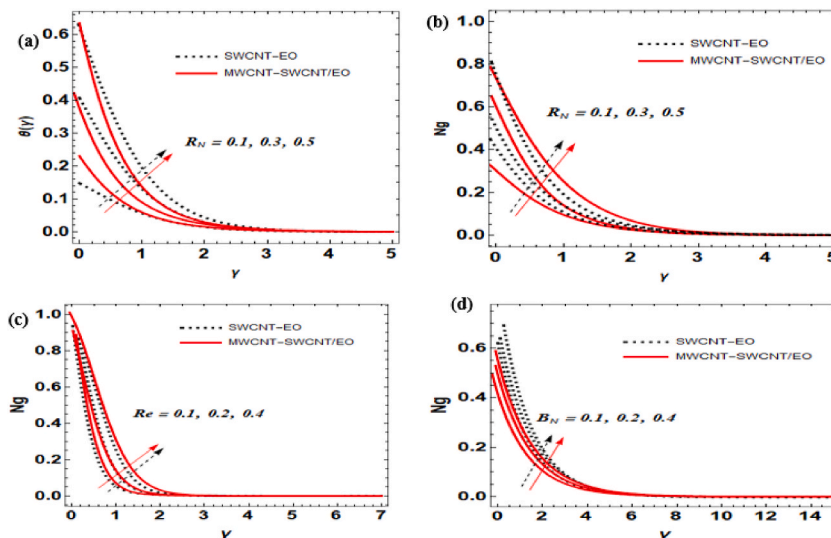 (a)
0.6
0.5
0.4
0.3
0.2
0.1
0.0
θ(γ)
SWCNT-EO
MWCNT-SWCNT/EO
R_N = 0.1, 0.3, 0.5
0 1 2 3 4 5
γ
(b)
1.0
0.8
0.6
0.4
0.2
0.0
Ng
SWCNT-EO
MWCNT-SWCNT/EO
R_N = 0.1, 0.3, 0.5
0 1 2 3 4 5
γ
(c)
1.0
0.8
0.6
0.4
0.2
0.0
Ng
SWCNT-EO
MWCNT-SWCNT/EO
Re = 0.1, 0.2, 0.4
0 1 2 3 4 5 6 7
γ
(d)
1.0
0.8
0.6
0.4
0.2
0.0
Ng
SWCNT-EO
MWCNT-SWCNT/EO
B_N = 0.1, 0.2, 0.4
0 2 4 6 8 10 12 14
γ